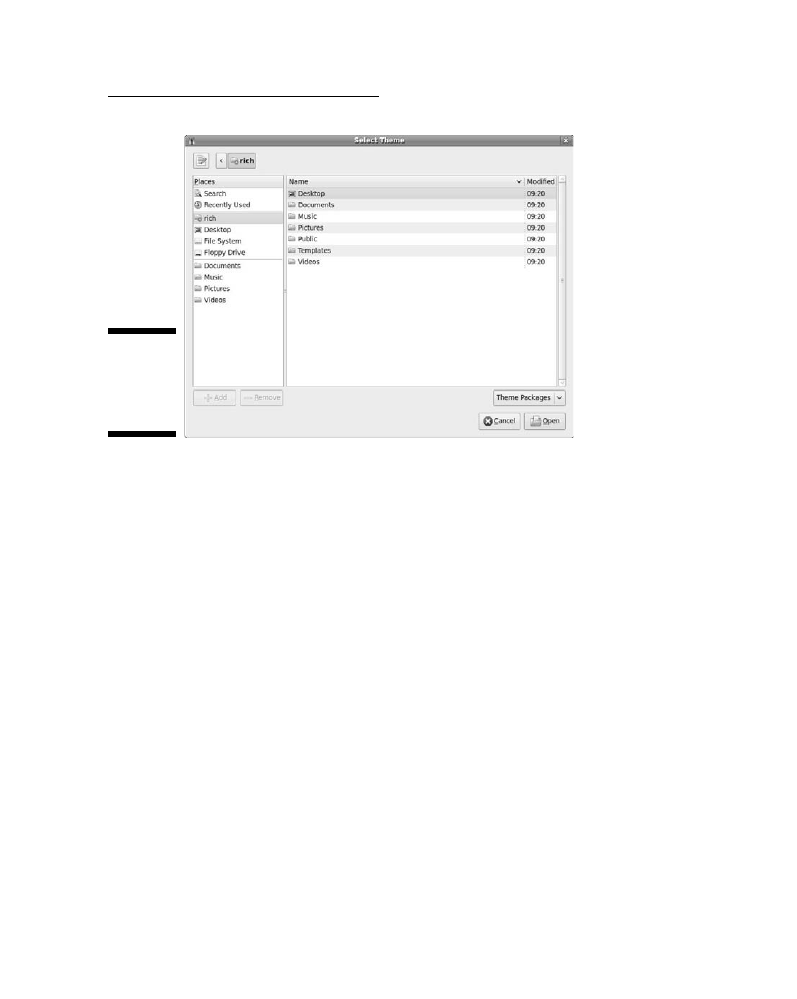 Select Theme
rich
Places
Search
Recently Used
rich
Desktop
File System
Floppy Drive
Documents
Music
Pictures
Videos
Name Modified
Desktop 09:20
Documents 09:20
Music 09:20
Pictures 09:20
Public 09:20
Templates 09:20
Videos 09:20
Add Remove
Theme Packages
Cancel Open